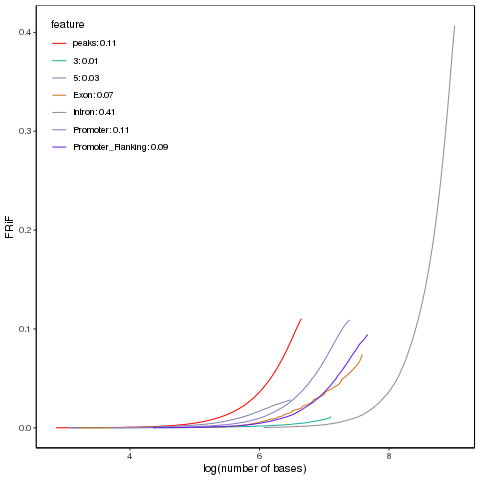 feature
peaks: 0.11
3: 0.01
5: 0.03
Exon: 0.07
Intron: 0.41
Promoter: 0.11
Promoter_Flanking: 0.09
0.4
0.3
0.2
0.1
0.0
FRiF
4 6 8
log(number of bases)